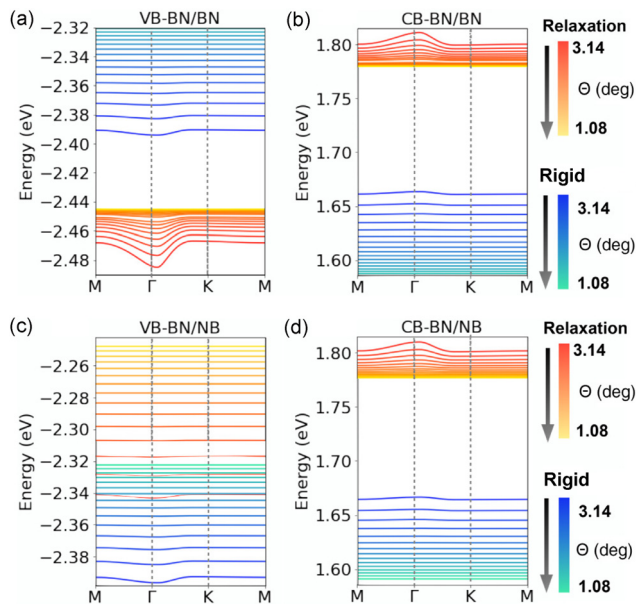 (a)
VB-BN/BN
Energy (eV)
−2.32
−2.34
−2.36
−2.38
−2.40
−2.42
−2.44
−2.46
−2.48
M Γ K M
(b)
CB-BN/BN
Energy (eV)
1.80
1.75
1.70
1.65
1.60
M Γ K M
Relaxation
3.14
Θ (deg)
1.08
Rigid
3.14
Θ (deg)
1.08
(c)
VB-BN/NB
Energy (eV)
−2.26
−2.28
−2.30
−2.32
−2.34
−2.36
−2.38
M Γ K M
(d)
CB-BN/NB
Energy (eV)
1.80
1.75
1.70
1.65
1.60
M Γ K M
Relaxation
3.14
Θ (deg)
1.08
Rigid
3.14
Θ (deg)
1.08